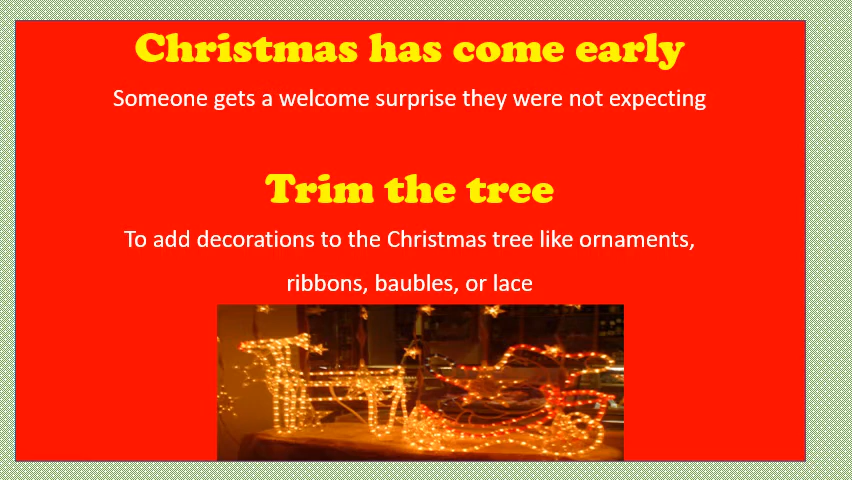 Christmas has come early
Someone gets a welcome surprise they were not expecting
Trim the tree
To add decorations to the Christmas tree like ornaments,
ribbons, baubles, or lace